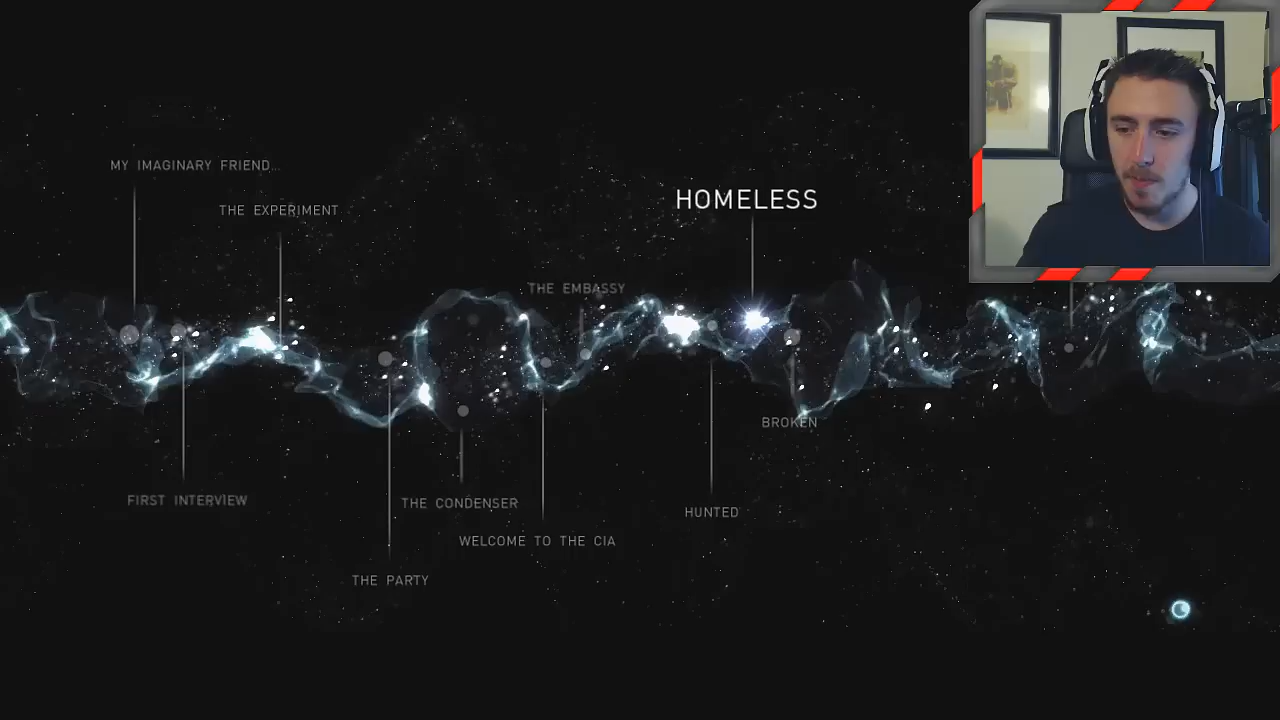 MY IMAGINARY FRIEND...
THE EXPERIMENT
HOMELESS
THE EMBASSY
BROKEN
FIRST INTERVIEW
THE CONDENSER
HUNTED
WELCOME TO THE CIA
THE PARTY